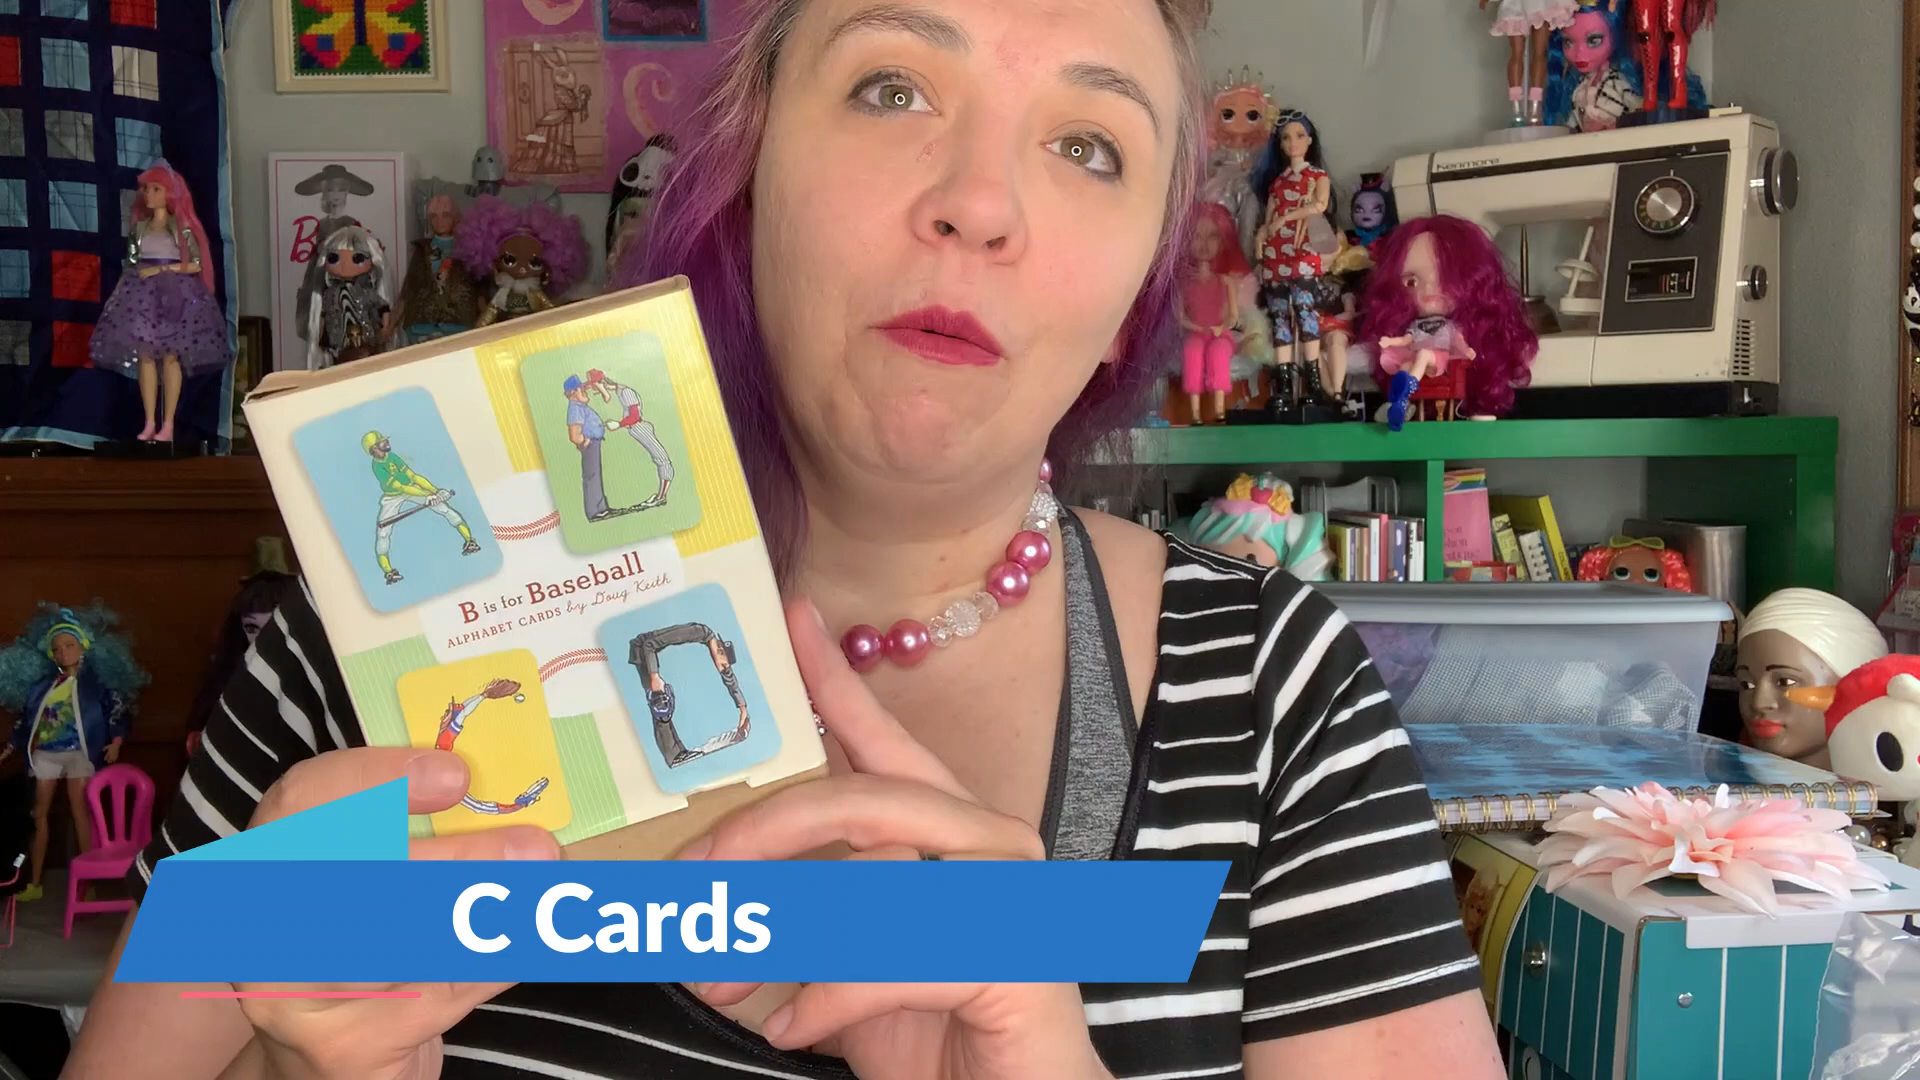 Kenmore
B is for Baseball
ALPHABET CARDS by Doug Keith
C Cards